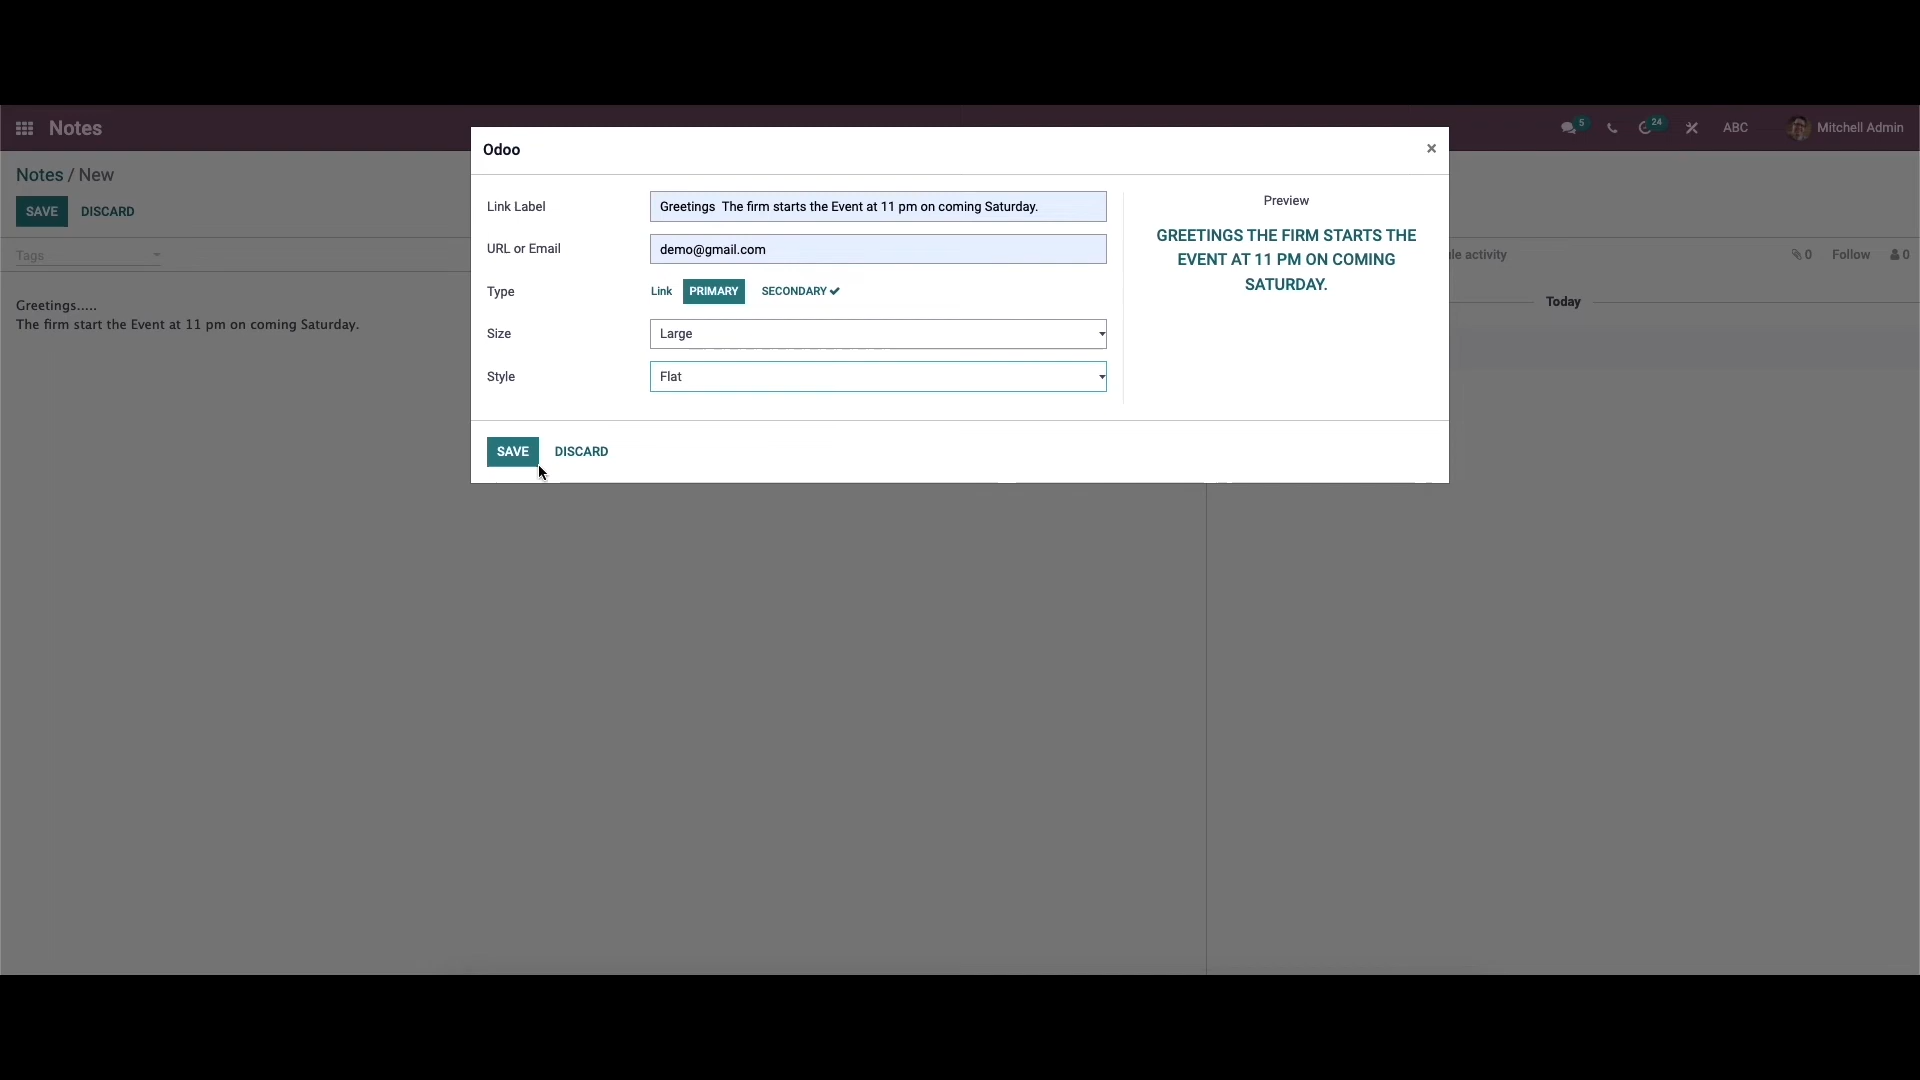 Notes
5
24
ABC
Mitchell Admin
Notes / New
SAVE DISCARD
Tags
Greetings.....
The firm start the Event at 11 pm on coming Saturday.
Odoo
×
Link Label
Greetings  The firm starts the Event at 11 pm on coming Saturday.
URL or Email
demo@gmail.com
Type
Link PRIMARY SECONDARY
Size
Large
Style
Flat
Preview
GREETINGS THE FIRM STARTS THE
EVENT AT 11 PM ON COMING
SATURDAY.
SAVE DISCARD
activity
0 Follow 0
Today